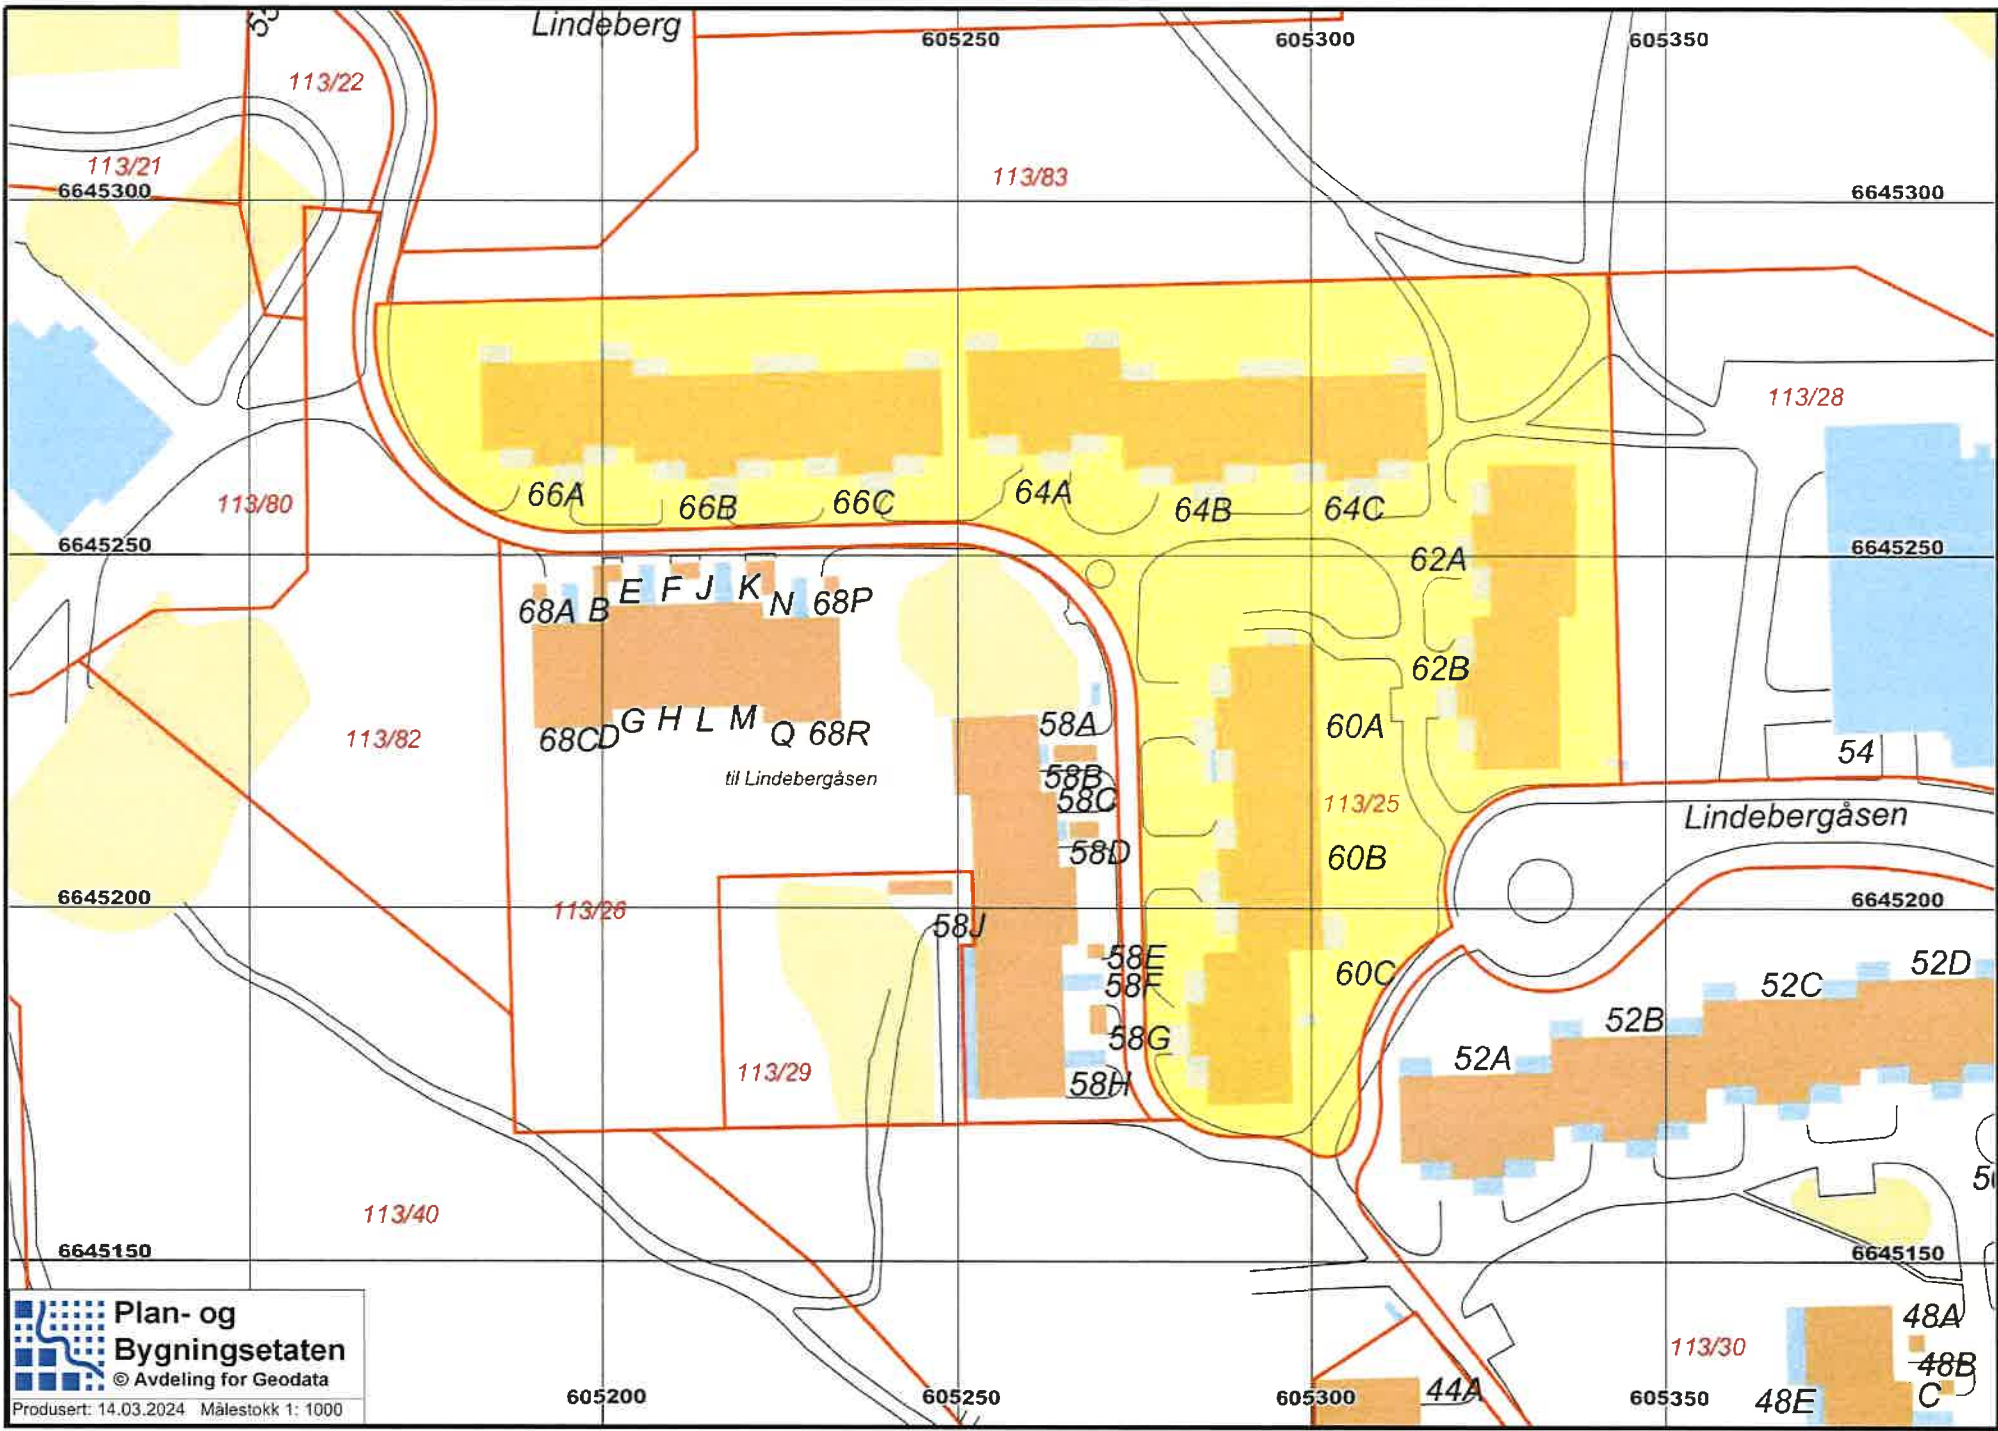 Lindeberg
605250
605300
605350
113/22
113/21
6645300
113/83
6645300
113/28
66A
66B
66C
64A
64B
64C
113/80
6645250
62A
6645250
68A B E F J K N 68P
62B
68CD G H L M Q 68R
113/82
58A
60A
54
til Lindebergåsen
58B
58C
113/25
Lindebergåsen
58D
60B
6645200
113/26
6645200
58J
58E
58F
60C
52C
52D
52B
58G
52A
113/29
58H
113/40
6645150
6645150
Plan- og
Bygningsetaten
© Avdeling for Geodata
Produsert: 14.03.2024 Målestokk 1: 1000
48A
113/30
48B
605200
605250
605300
44A
605350
48E
C